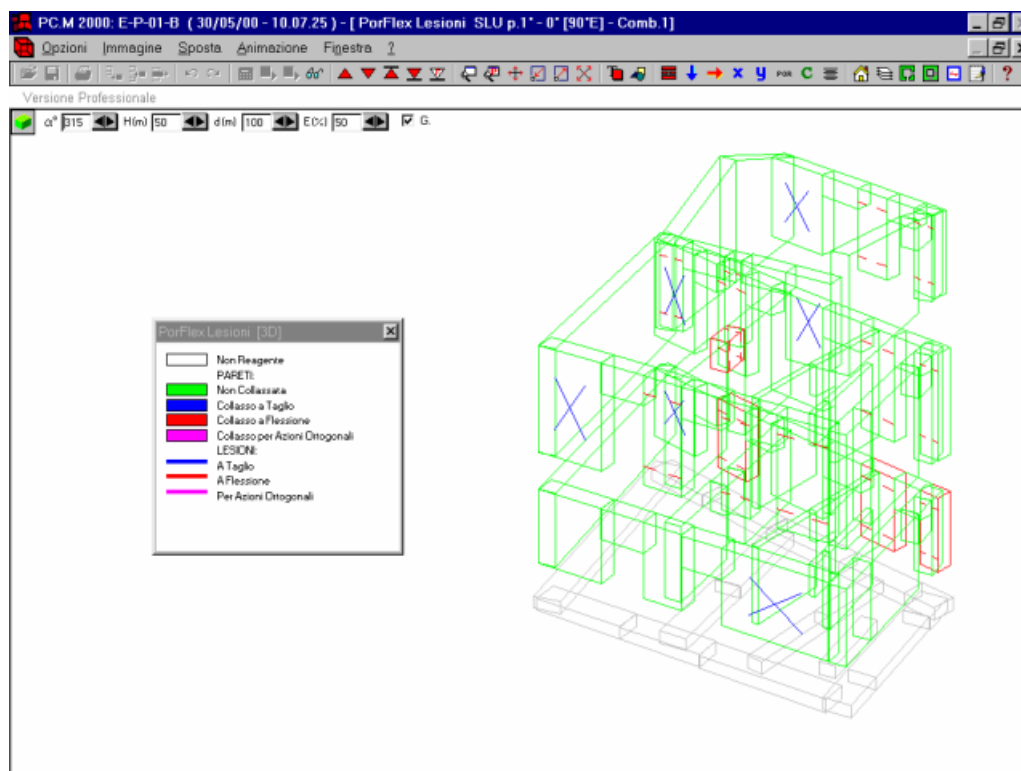 PC.M 2000: E-P-01-B ( 30/05/00 - 10.07.25 ) - [ PorFlex Lesioni SLU p.1° - 0° [90°E] - Comb.1]
Opzioni Immagine Sposta Animazione Finestra ?
x y POR C ?
Versione Professionale
α° 315 H(m) 50 d(m) 100 E(%) 50 G.
PorFlex Lesioni [3D]
Non Reagente
PARETI:
Non Collassata
Collasso a Taglio
Collasso a Flessione
Collasso per Azioni Ortogonali
LESIONI:
A Taglio
A Flessione
Per Azioni Ortogonali